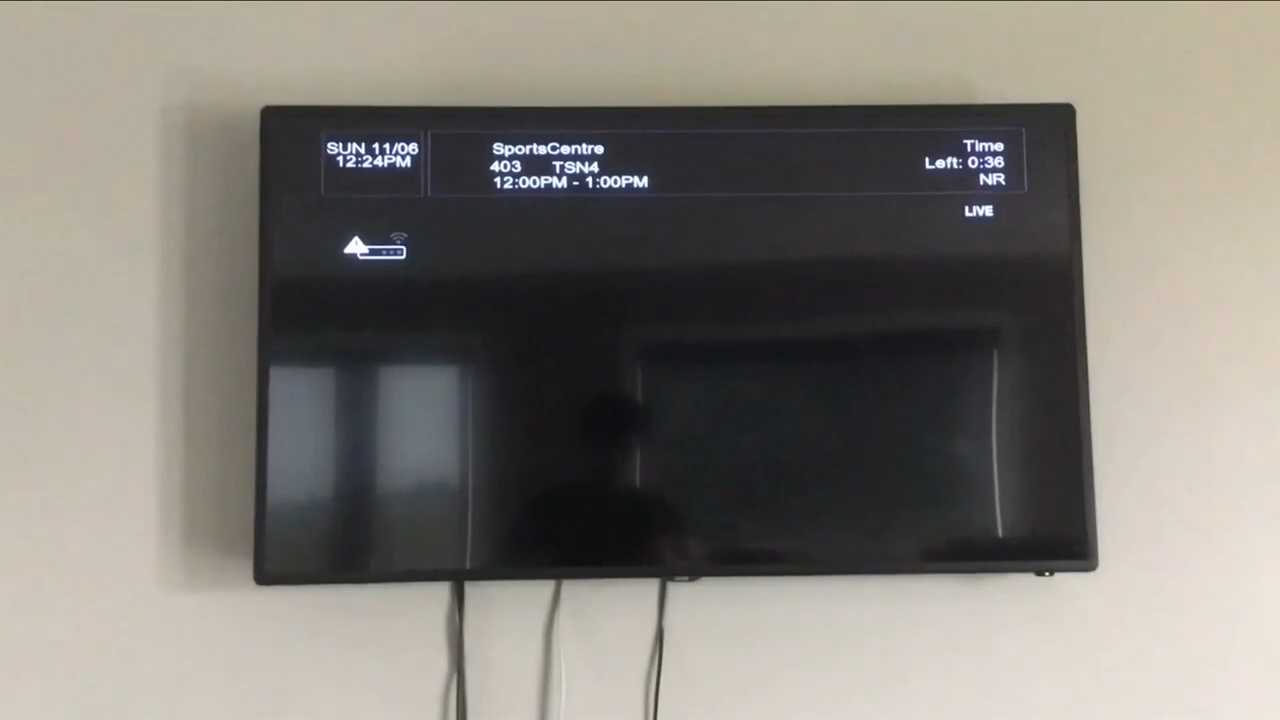 SUN 11/06
12:24PM
SportsCentre
403 TSN4
12:00PM - 1:00PM
Time
Left: 0:36
NR
LIVE